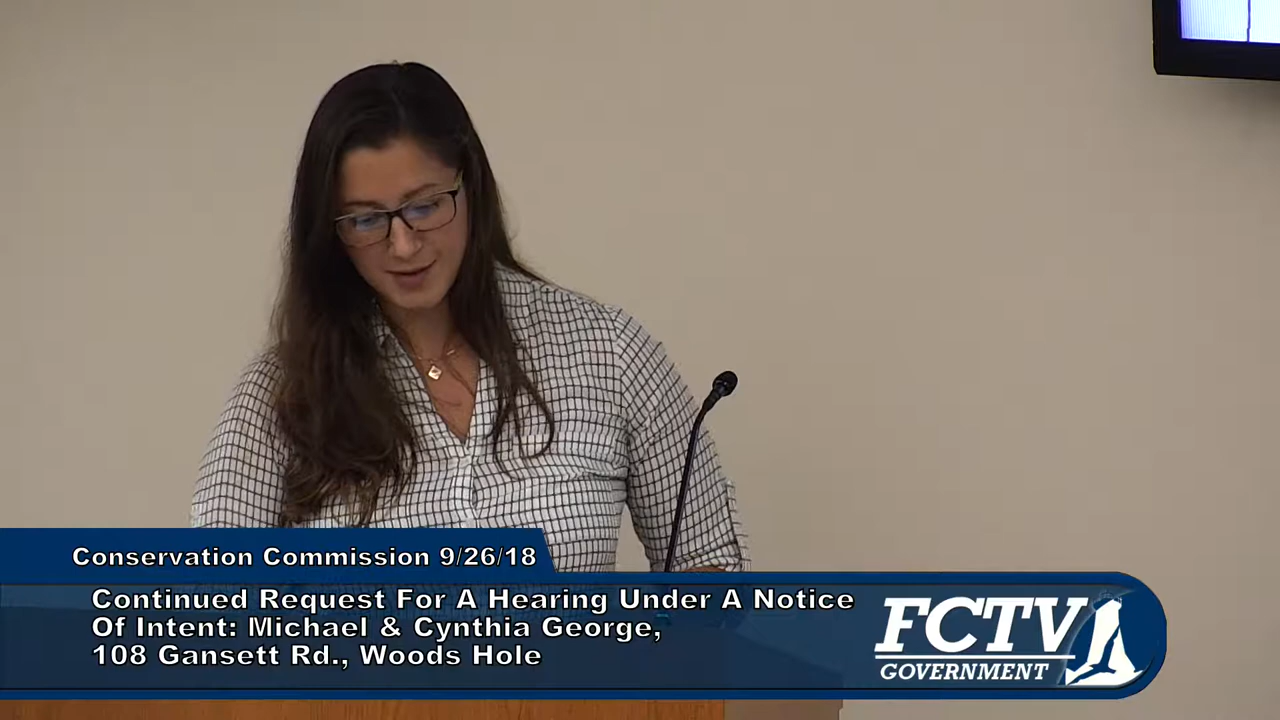 Conservation Commission 9/26/18
Continued Request For A Hearing Under A Notice
Of Intent: Michael & Cynthia George,
108 Gansett Rd., Woods Hole
FCTV
GOVERNMENT